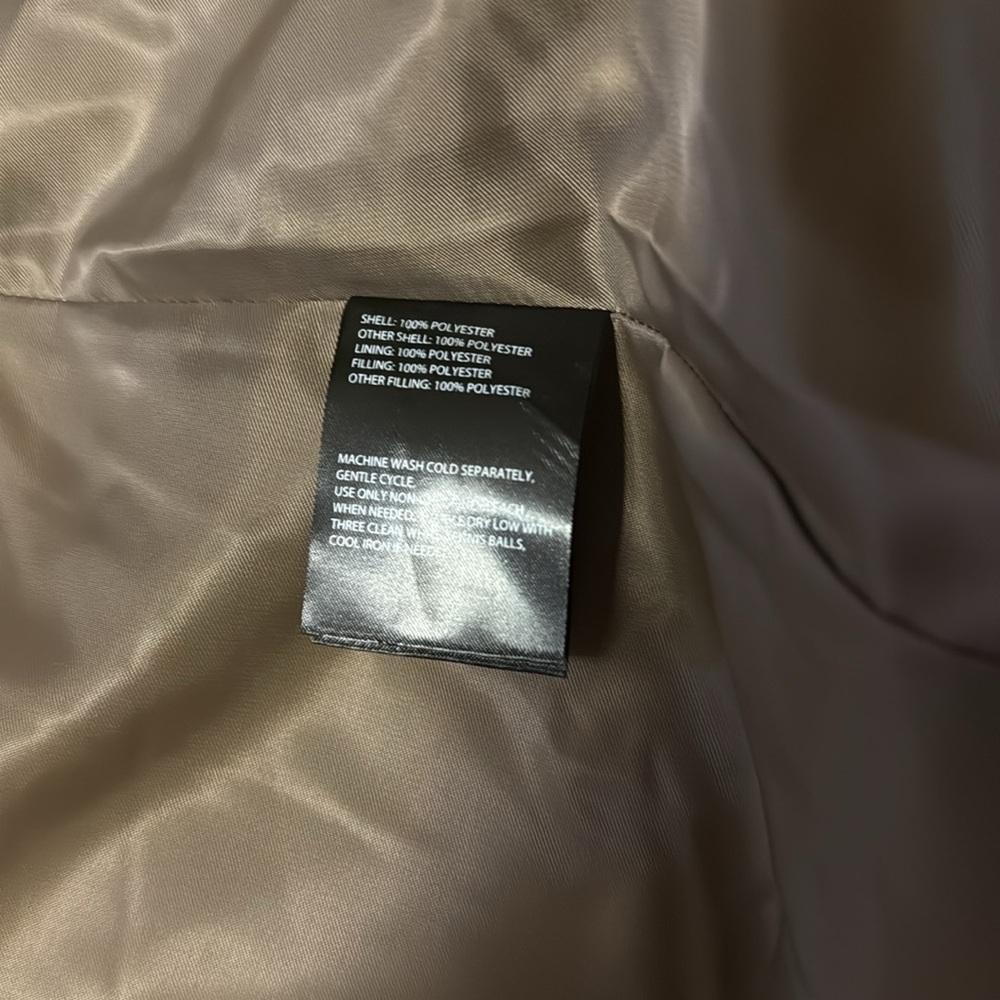 SHELL: 100% POLYESTER
OTHER SHELL: 100% POLYESTER
LINING: 100% POLYESTER
FILLING: 100% POLYESTER
OTHER FILLING: 100% POLYESTER
MACHINE WASH COLD SEPARATELY,
GENTLE CYCLE
USE ONLY BLEACH
WHEN NEEDED. DRY LOW WITH
THREE CLEAN BALLS,
COOL IRON IF